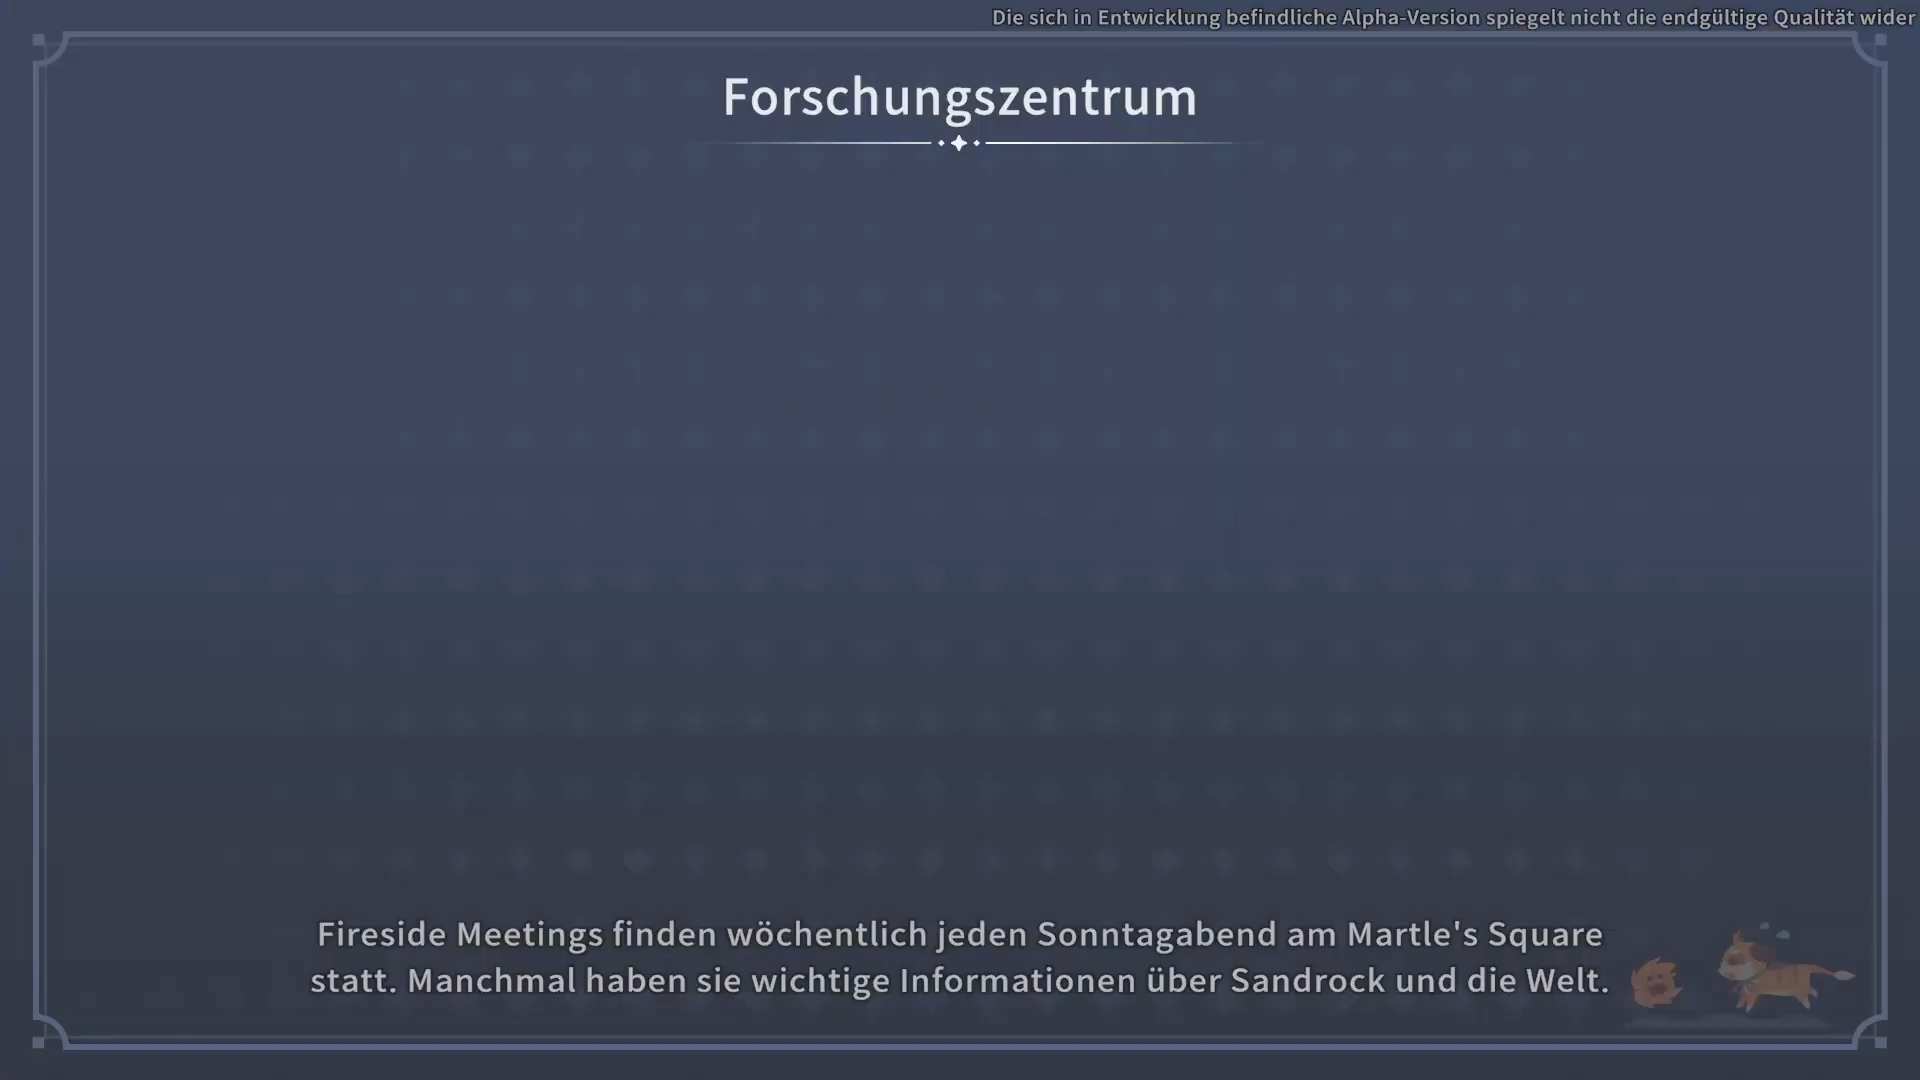 Die sich in Entwicklung befindliche Alpha-Version spiegelt nicht die endgültige Qualität wider
Forschungszentrum
Fireside Meetings finden wöchentlich jeden Sonntagabend am Martle's Square
statt. Manchmal haben sie wichtige Informationen über Sandrock und die Welt.